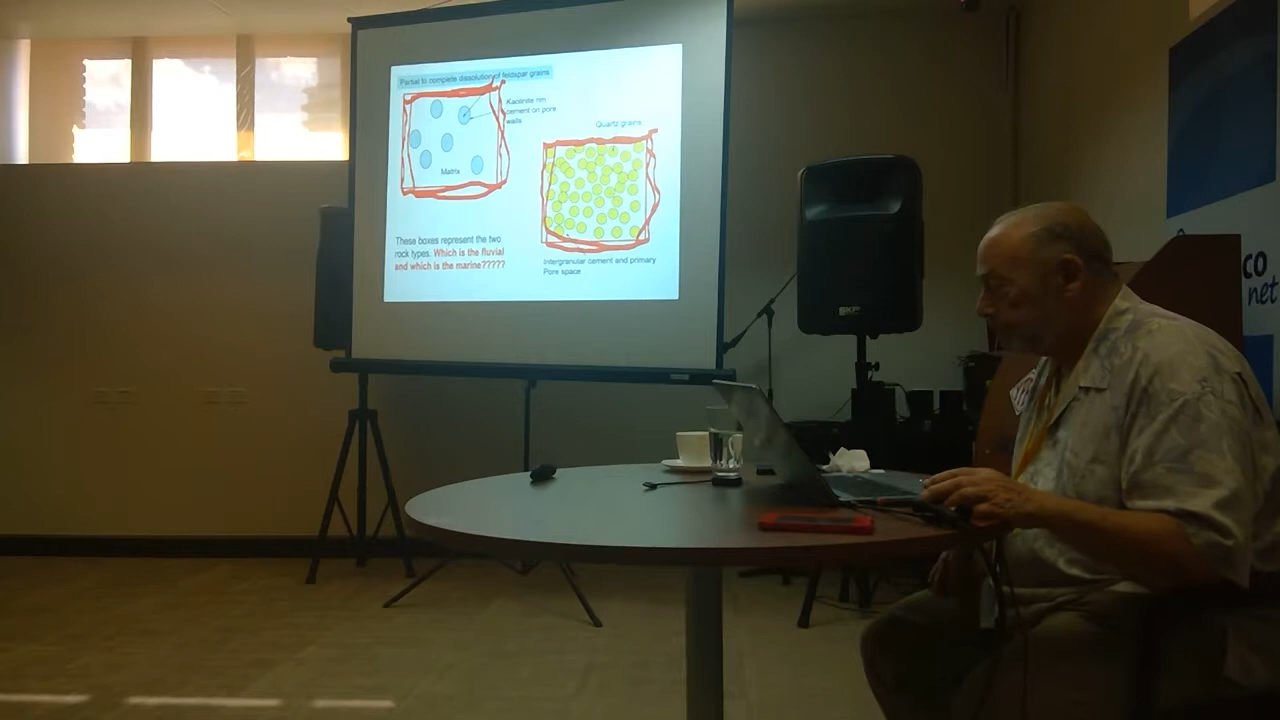 Partial to complete dissolution of feldspar grains
Kaolinite rim
cement on pore
walls
Matrix
Quartz grains
These boxes represent the two
rock types. Which is the fluvial
and which is the marine?????
Intergranular cement and primary
Pore space
SKP
co
net